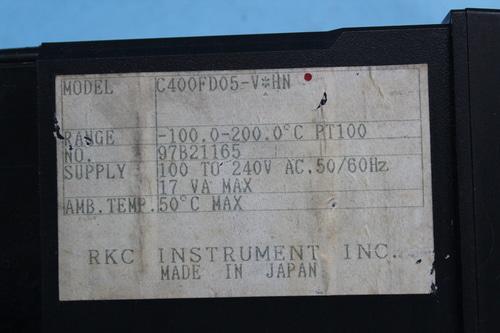 MODEL C400FD05-V*HN
RANGE -100.0-200.0°C PT100
NO. 97B21165
SUPPLY 100 TO 240V AC.50/60Hz
17 VA MAX
AMB.TEMP.50°C MAX
RKC INSTRUMENT INC.
MADE IN JAPAN